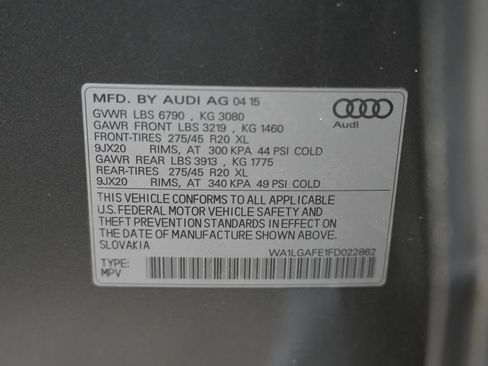 MFD. BY AUDI AG 04 15
GVWR LBS 6790 , KG 3080
GAWR FRONT LBS 3219 , KG 1460
FRONT-TIRES 275/45 R20 XL
9JX20 RIMS, AT 300 KPA 44 PSI COLD
GAWR REAR LBS 3913 , KG 1775
REAR-TIRES 275/45 R20 XL
9JX20 RIMS, AT 340 KPA 49 PSI COLD
Audi
THIS VEHICLE CONFORMS TO ALL APPLICABLE
U.S. FEDERAL MOTOR VEHICLE SAFETY AND
THEFT PREVENTION STANDARDS IN EFFECT ON
THE DATE OF MANUFACTURE SHOWN ABOVE.
SLOVAKIA
WA1LGAFE1FD022862
TYPE:
MPV